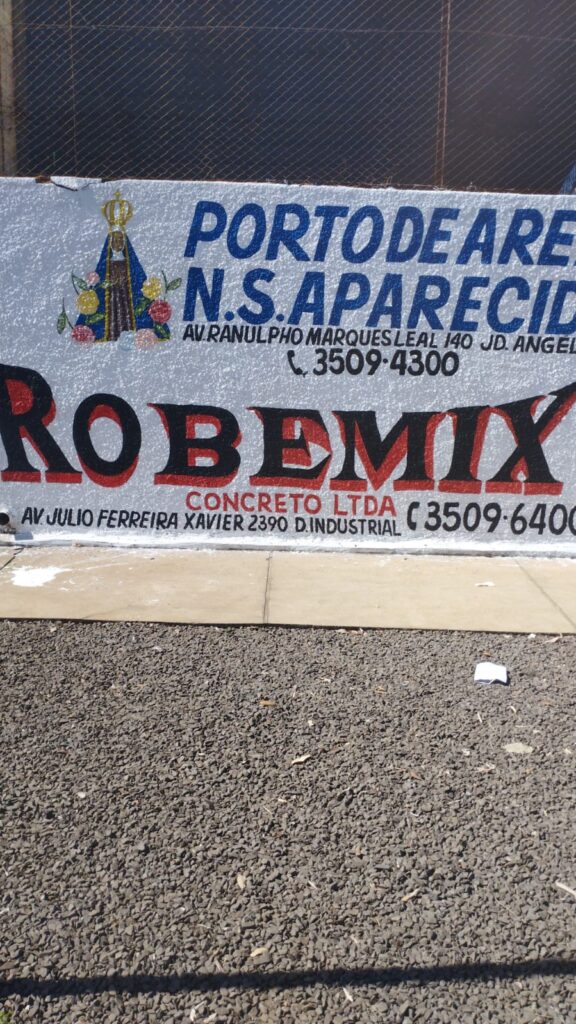 PORTO DE ARE
N.S. APARECID
AV. RANULPHO MARQUES LEAL 140 JD. ANGEL
3509-4300
ROBEMIX
CONCRETO LTDA
AV. JULIO FERREIRA XAVIER 2390 D. INDUSTRIAL 3509-6400